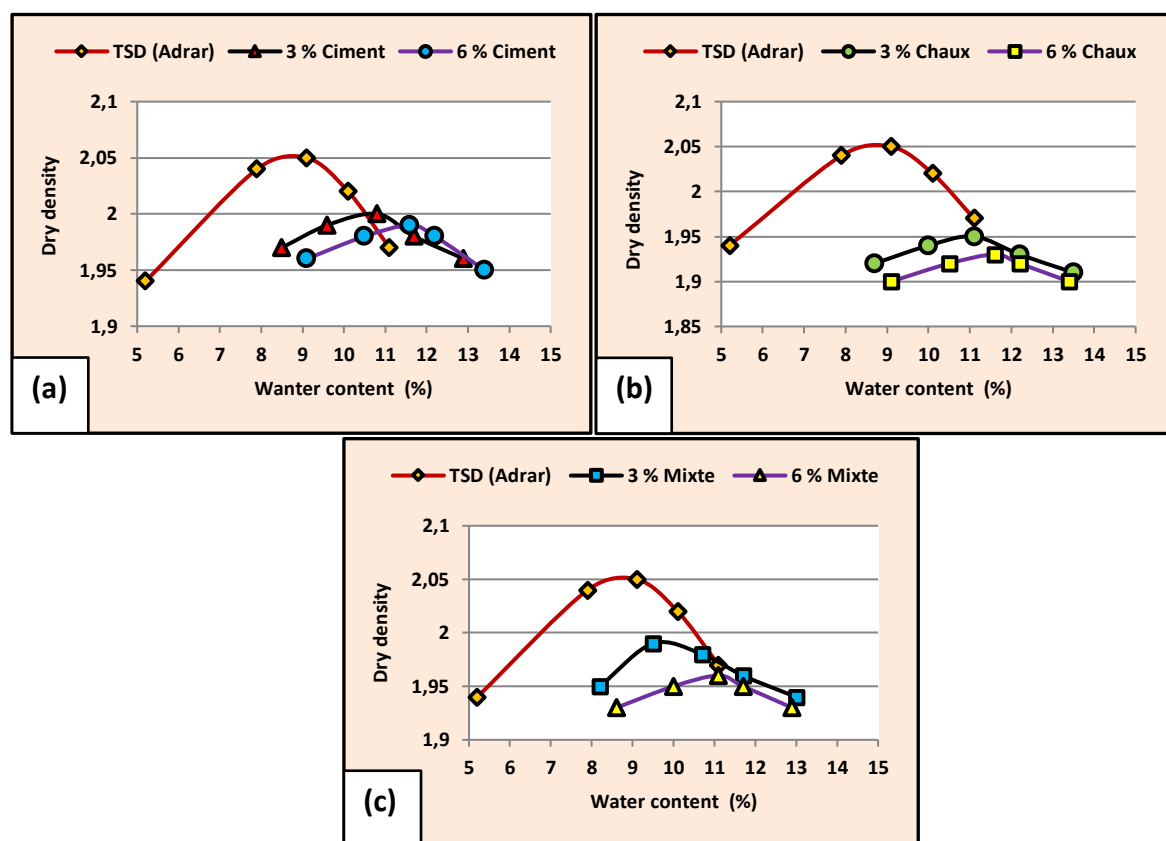 TSD (Adrar) 3 % Ciment 6 % Ciment
2,1
2,05
2
1,95
1,9
Dry density
5 6 7 8 9 10 11 12 13 14 15
Wanter content (%)
(a)
TSD (Adrar) 3 % Chaux 6 % Chaux
2,1
2,05
2
1,95
1,9
1,85
Dry density
5 6 7 8 9 10 11 12 13 14 15
Water content (%)
(b)
TSD (Adrar) 3 % Mixte 6 % Mixte
2,1
2,05
2
1,95
1,9
Dry density
5 6 7 8 9 10 11 12 13 14 15
Water content (%)
(c)